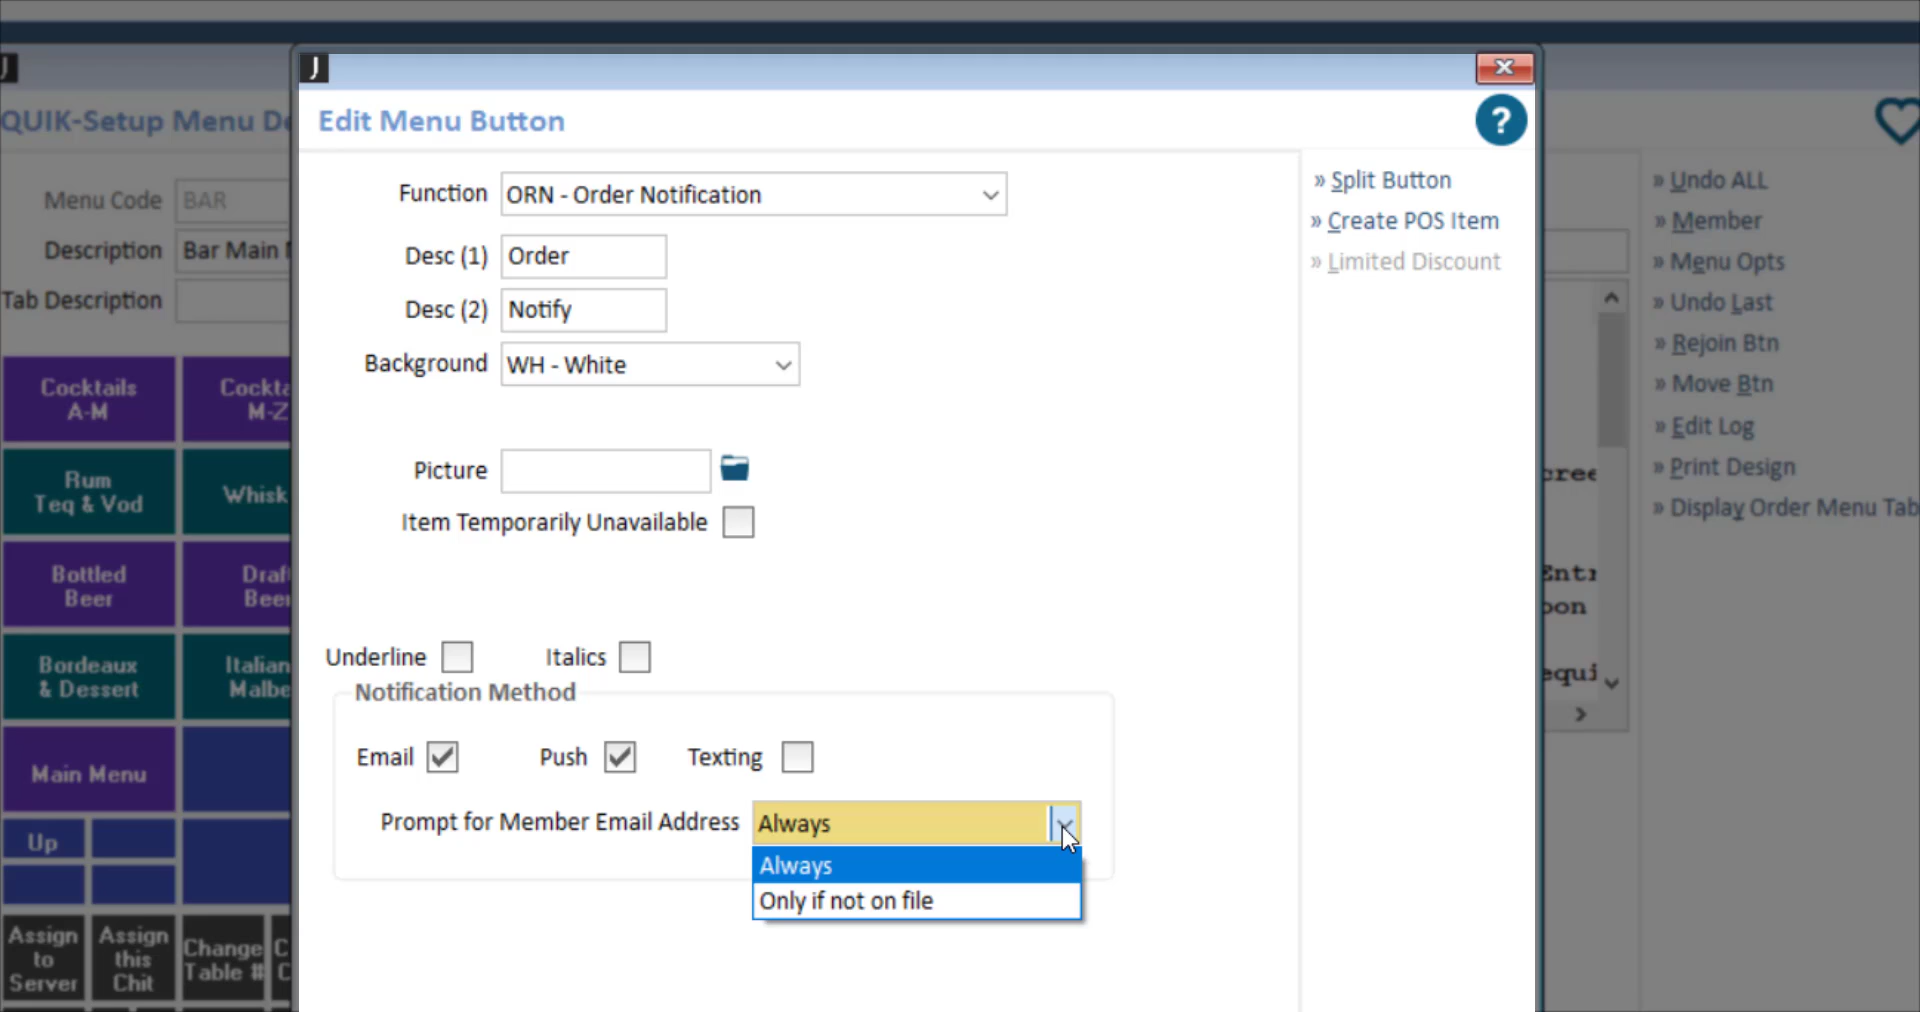 J
J
Edit Menu Button
?
QUIK-Setup Menu
Menu Code BAR
Description Bar Main
Tab Description
Function ORN - Order Notification
Desc (1) Order
Desc (2) Notify
Background WH - White
Picture
Item Temporarily Unavailable
Underline Italics
Notification Method
Email Push Texting
Prompt for Member Email Address Always
Always
Only if not on file
» Split Button
» Create POS Item
» Limited Discount
» Undo ALL
» Member
» Menu Opts
» Undo Last
» Rejoin Btn
» Move Btn
» Edit Log
» Print Design
» Display Order Menu Tab
Cocktails
A-M
M-Z
Rum
Teq & Vod
Whisk
Bottled
Beer
Draf
Bee
Bordeaux
& Dessert
Italian
Malbe
Main Menu
Up
Assign
to
Server
Assign
this
Chit
Change
Table #
C
C
cree
Entr
oon
equi